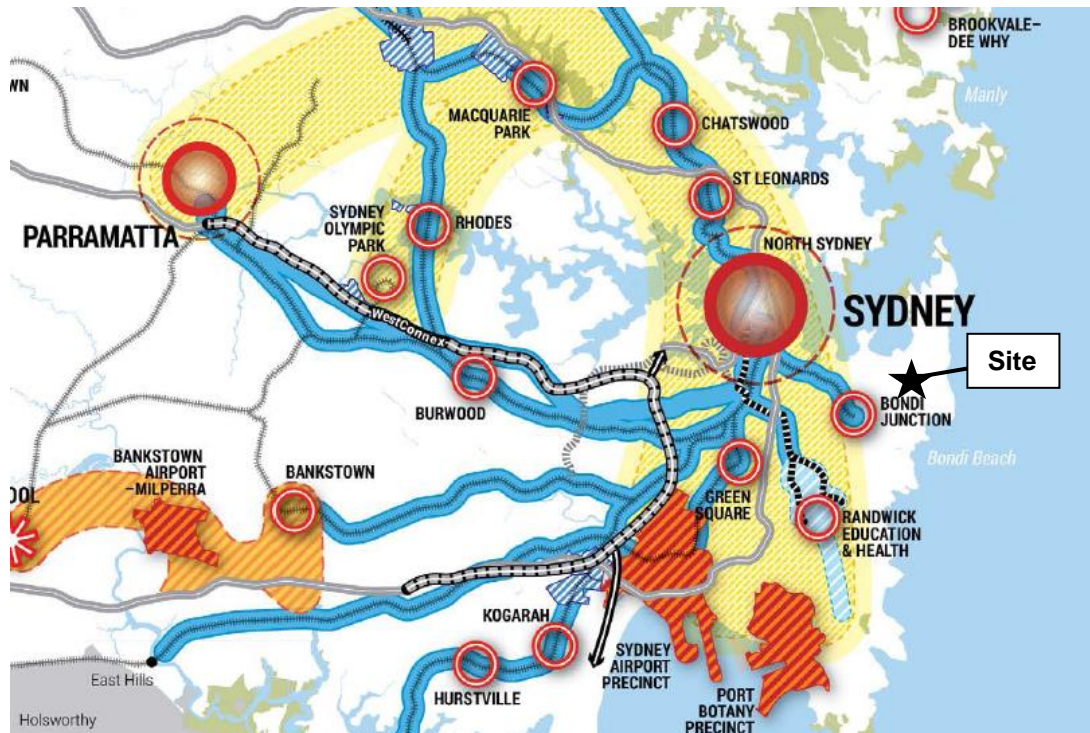 BROOKVALE–
DEE WHY
WN
Manly
MACQUARIE
PARK
CHATSWOOD
ST LEONARDS
SYDNEY
OLYMPIC
PARK
RHODES
PARRAMATTA
NORTH SYDNEY
SYDNEY
WestConnex
Site
BURWOOD
BONDI
JUNCTION
BANKSTOWN
AIRPORT
–MILPERRA
BANKSTOWN
Bondi Beach
OOL
GREEN
SQUARE
RANDWICK
EDUCATION
& HEALTH
KOGARAH
SYDNEY
AIRPORT
PRECINCT
East Hills
HURSTVILLE
PORT
BOTANY
PRECINCT
Holsworthy